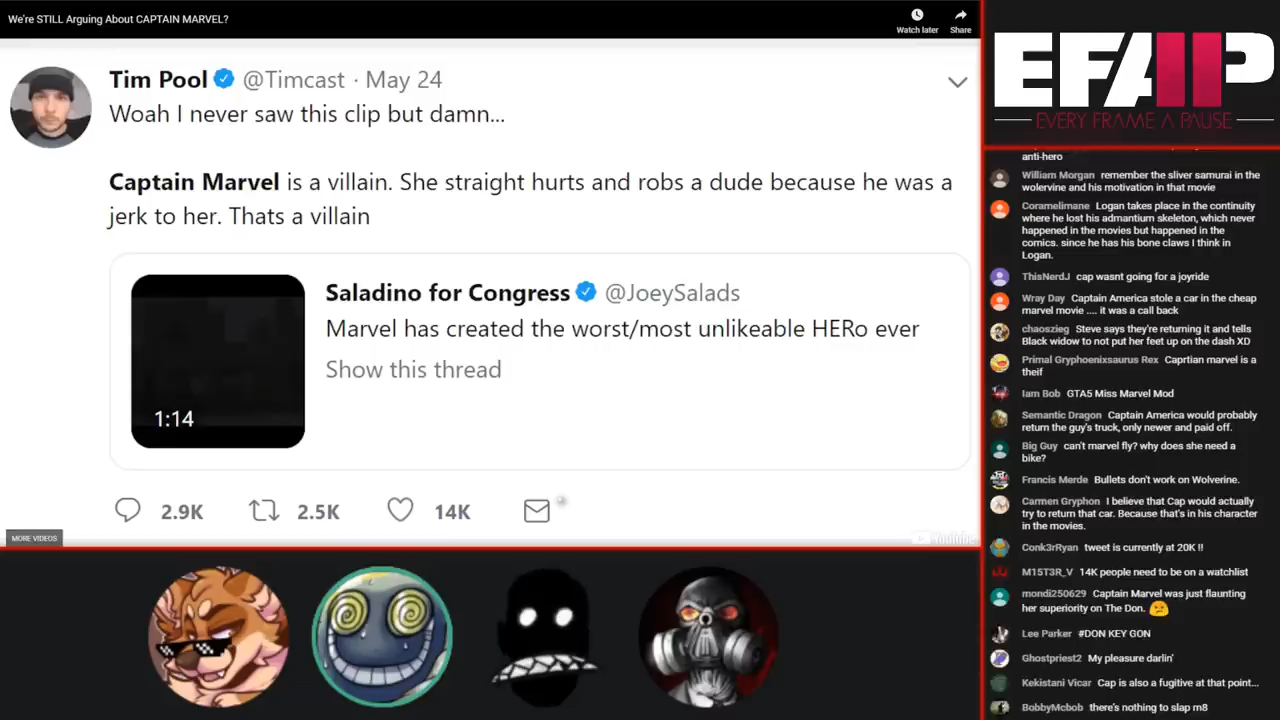 We're STILL Arguing About CAPTAIN MARVEL?
Watch later
Share
Tim Pool @Timcast · May 24
Woah I never saw this clip but damn...
Captain Marvel is a villain. She straight hurts and robs a dude because he was a
jerk to her. Thats a villain
Saladino for Congress @JoeySalads
Marvel has created the worst/most unlikeable HERo ever
Show this thread
1:14
2.9K
2.5K
14K
MORE VIDEOS
YouTube
EFAP
EVERY FRAME A PAUSE
anti-hero
William Morgan remember the sliver samurai in the
wolervine and his motivation in that movie
Coramelimane Logan takes place in the continuity
where he lost his admantium skeleton, which never
happened in the movies but happened in the
comics. since he has his bone claws I think in
Logan.
ThisNerdJ cap wasnt going for a joyride
Wray Day Captain America stole a car in the cheap
marvel movie .... it was a call back
chaoszieg Steve says they're returning it and tells
Black widow to not put her feet up on the dash XD
Primal Gryphoenixsaurus Rex Caprtian marvel is a
theif
Iam Bob GTA5 Miss Marvel Mod
Semantic Dragon Captain America would probably
return the guy's truck, only newer and paid off.
Big Guy can't marvel fly? why does she need a
bike?
Francis Merde Bullets don't work on Wolverine.
Carmen Gryphon I believe that Cap would actually
try to return that car. Because that's in his character
in the movies.
Conk3rRyan tweet is currently at 20K !!
M15T3R_V 14K people need to be on a watchlist
mondi250629 Captain Marvel was just flaunting
her superiority on The Don.
Lee Parker #DON KEY GON
Ghostpriest2 My pleasure darlin'
Kekistani Vicar Cap is also a fugitive at that point...
BobbyMcbob there's nothing to slap m8